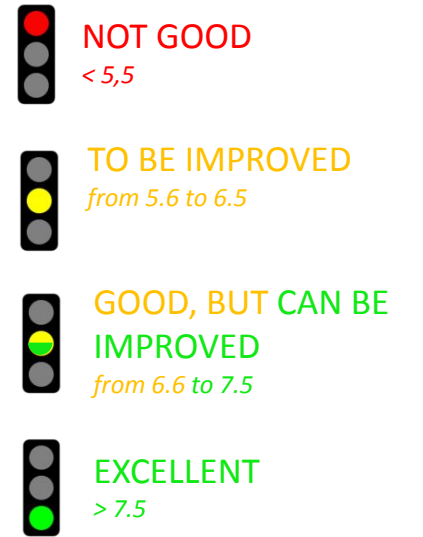 NOT GOOD
< 5,5
TO BE IMPROVED
from 5.6 to 6.5
GOOD, BUT CAN BE
IMPROVED
from 6.6 to 7.5
EXCELLENT
> 7.5